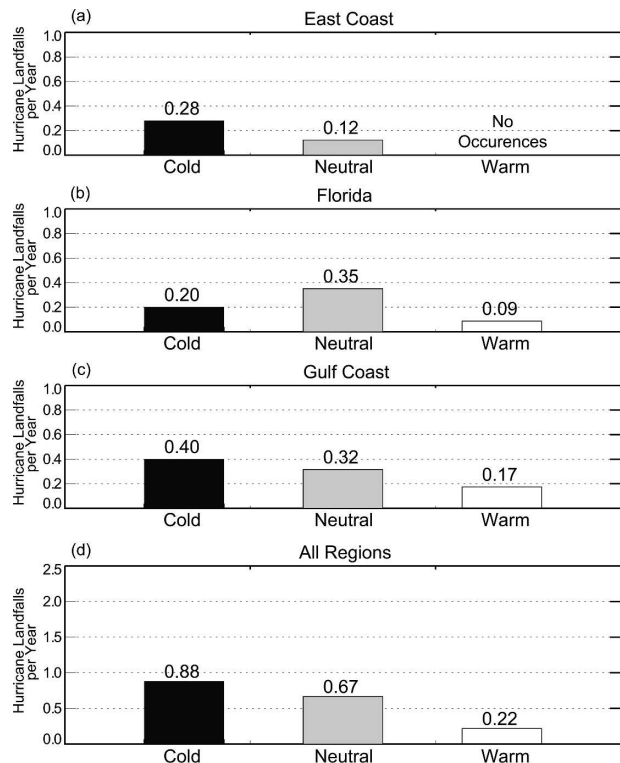 (a)
East Coast
Hurricane Landfalls
per Year
1.0
0.8
0.6
0.4
0.2
0.0
0.28
0.12
No
Occurences
Cold
Neutral
Warm
(b)
Florida
Hurricane Landfalls
per Year
1.0
0.8
0.6
0.4
0.2
0.0
0.20
0.35
0.09
Cold
Neutral
Warm
(c)
Gulf Coast
Hurricane Landfalls
per Year
1.0
0.8
0.6
0.4
0.2
0.0
0.40
0.32
0.17
Cold
Neutral
Warm
(d)
All Regions
Hurricane Landfalls
per Year
2.5
2.0
1.5
1.0
0.5
0.0
0.88
0.67
0.22
Cold
Neutral
Warm